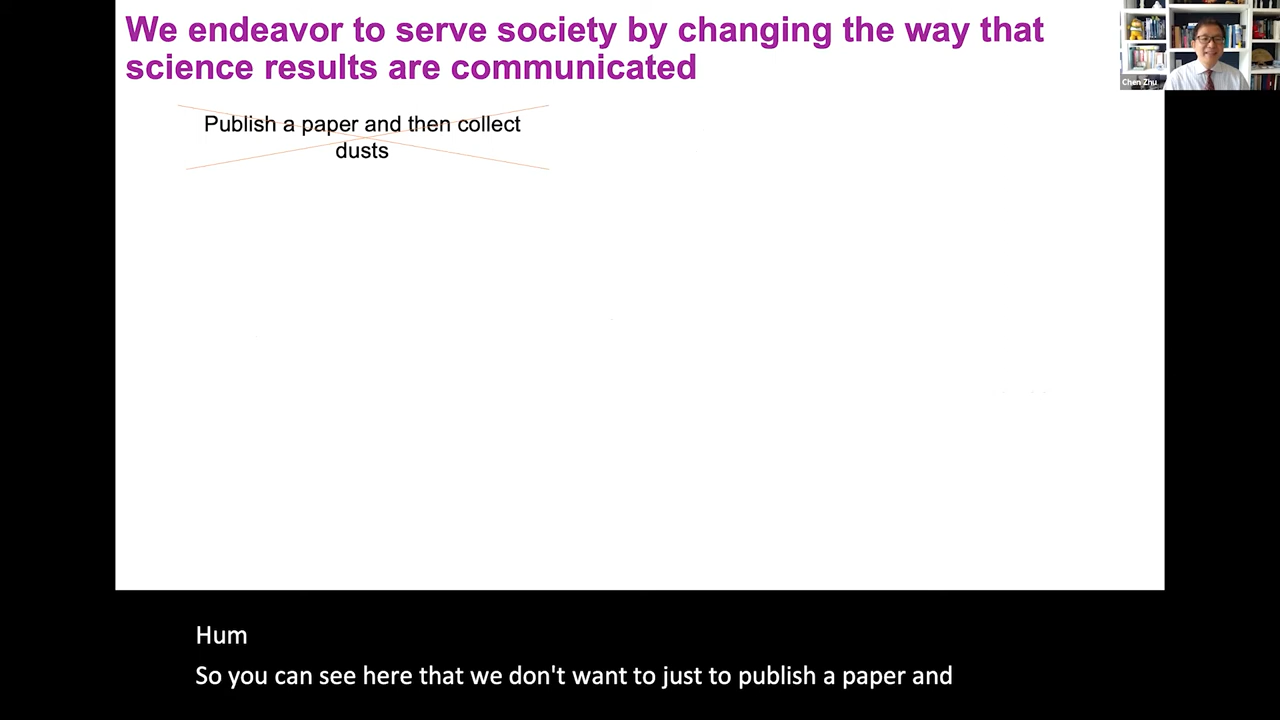 We endeavor to serve society by changing the way that
science results are communicated
Chen Zhu
Publish a paper and then collect
dusts
Hum
So you can see here that we don't want to just to publish a paper and